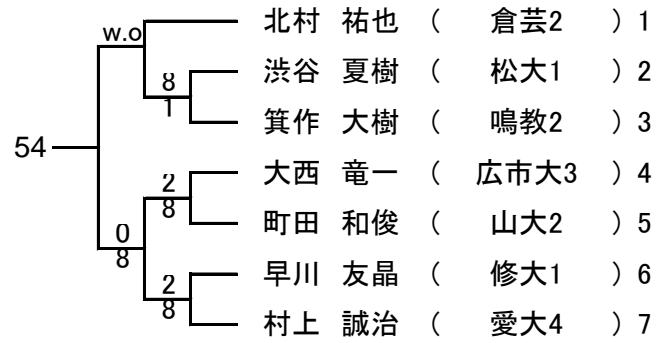 北村 祐也 ( 倉芸2 ) 1
w.o
渋谷 夏樹 ( 松大1 ) 2
8
1
箕作 大樹 ( 鳴教2 ) 3
54
大西 竜一 ( 広市大3 ) 4
2
8
町田 和俊 ( 山大2 ) 5
0
8
早川 友晶 ( 修大1 ) 6
2
8
村上 誠治 ( 愛大4 ) 7